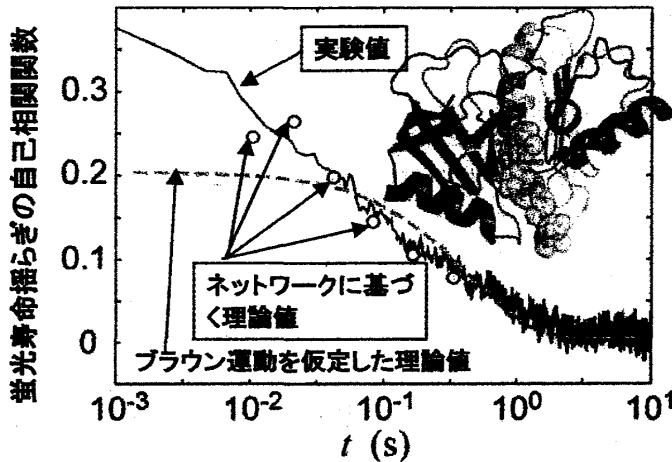 蛍光寿命揺らぎの自己相関関数
0.3
0.2
0.1
0
実験値
ネットワークに基づ
く理論値
ブラウン運動を仮定した理論値
10-3
10-2
10-1
100
101
t (s)